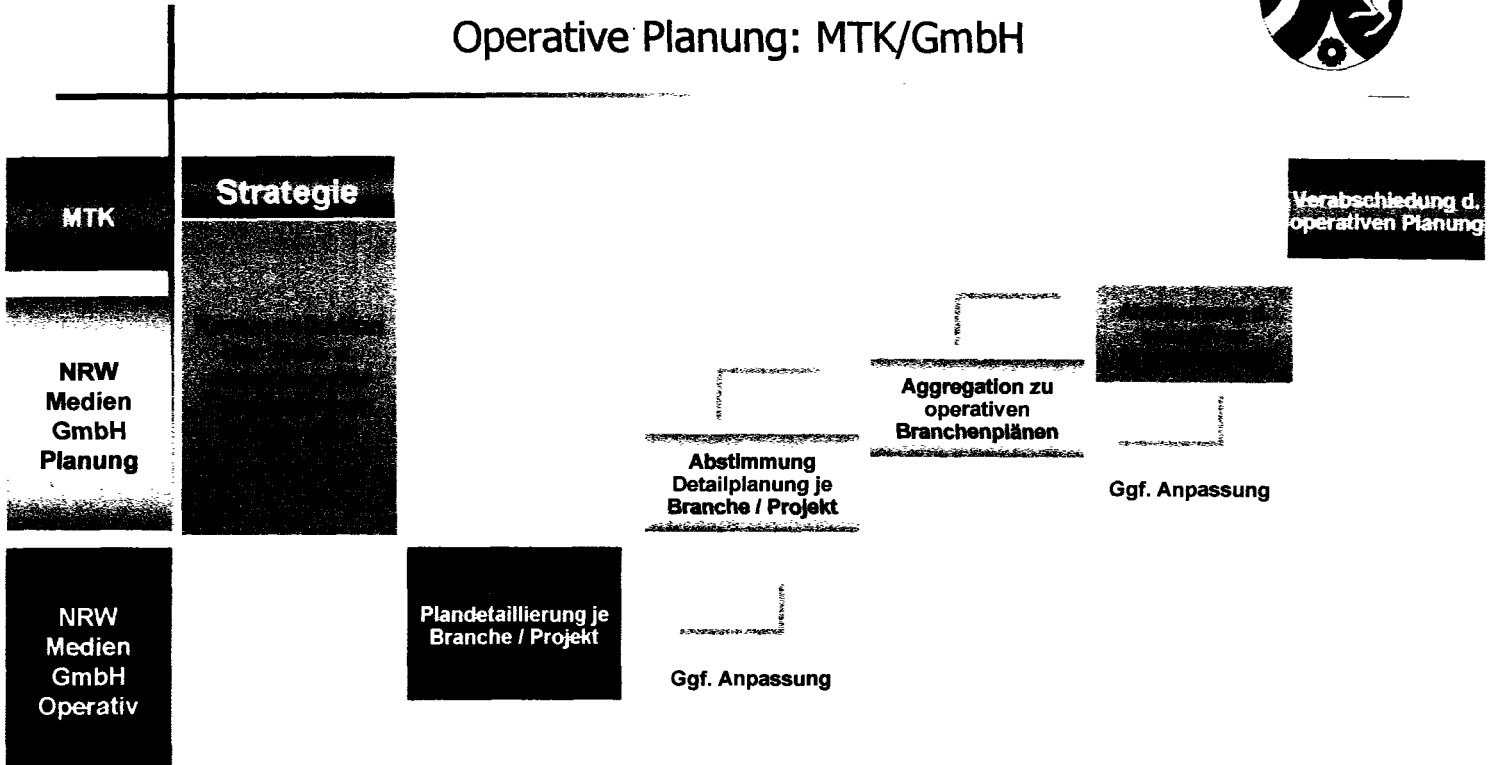 Operative Planung: MTK/GmbH
MTK
Strategie
Verabschiedung d.
operativen Planung
NRW
Medien
GmbH
Planung
Aggregation zu
operativen
Branchenplänen
Ggf. Anpassung
Abstimmung
Detailplanung je
Branche / Projekt
Ggf. Anpassung
Plandetaillierung je
Branche / Projekt
NRW
Medien
GmbH
Operativ